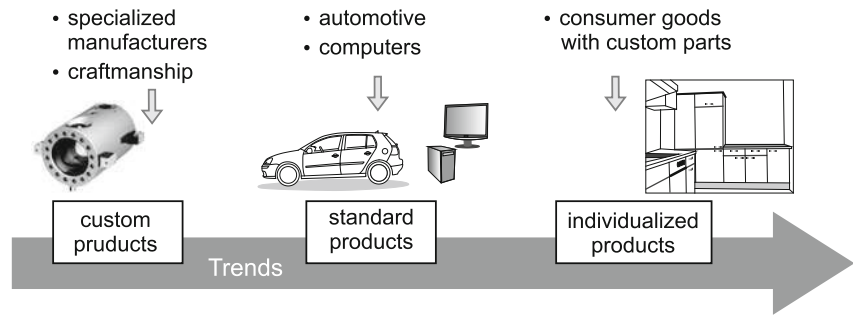 • specialized
manufacturers
• craftmanship
• automotive
• computers
• consumer goods
with custom parts
custom
pruducts
standard
products
individualized
products
Trends